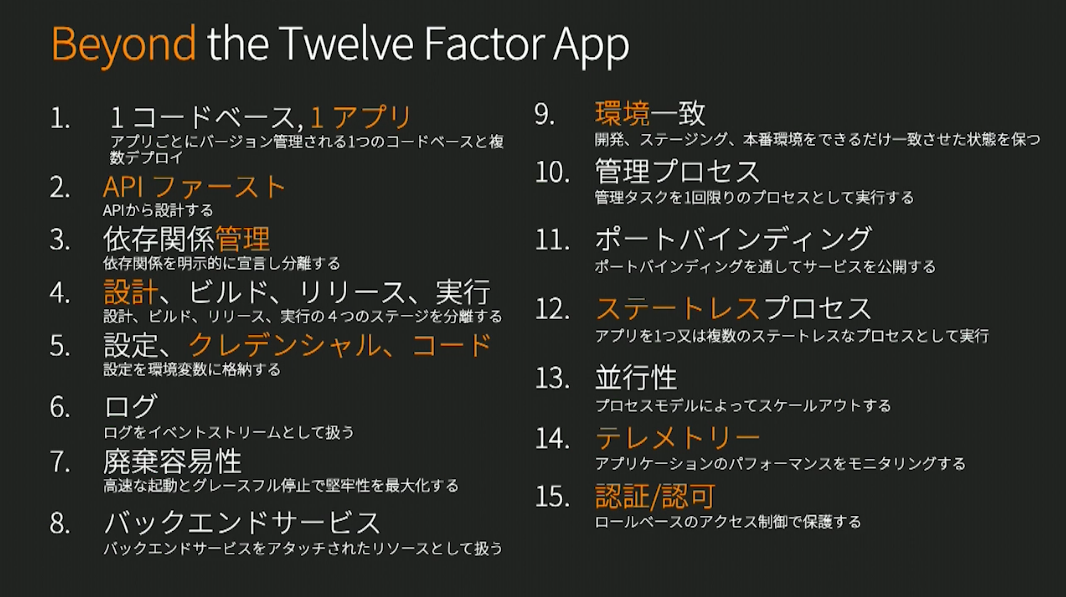 Beyond the Twelve Factor App
1. 1 コードベース, 1 アプリ
アプリごとにバージョン管理される1つのコードベースと複
数デプロイ
2. API ファースト
APIから設計する
3. 依存関係管理
依存関係を明示的に宣言し分離する
4. 設計、ビルド、リリース、実行
設計、ビルド、リリース、実行の４つのステージを分離する
5. 設定、クレデンシャル、コード
設定を環境変数に格納する
6. ログ
ログをイベントストリームとして扱う
7. 廃棄容易性
高速な起動とグレースフル停止で堅牢性を最大化する
8. バックエンドサービス
バックエンドサービスをアタッチされたリソースとして扱う
9. 環境一致
開発、ステージング、本番環境をできるだけ一致させた状態を保つ
10. 管理プロセス
管理タスクを1回限りのプロセスとして実行する
11. ポートバインディング
ポートバインディングを通してサービスを公開する
12. ステートレスプロセス
アプリを1つ又は複数のステートレスなプロセスとして実行
13. 並行性
プロセスモデルによってスケールアウトする
14. テレメトリー
アプリケーションのパフォーマンスをモニタリングする
15. 認証/認可
ロールベースのアクセス制御で保護する